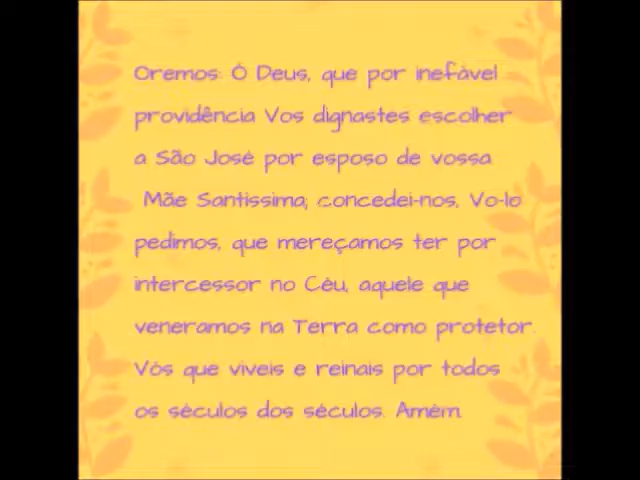 Oremos: Ó Deus, que por inefável
providência Vos dignastes escolher
a São José por esposo de vossa
Mãe Santíssima; concedei-nos, Vo-lo
pedimos, que mereçamos ter por
intercessor no Céu, aquele que
veneramos na Terra como protetor.
Vós que viveis e reinais por todos
os séculos dos séculos. Amém.